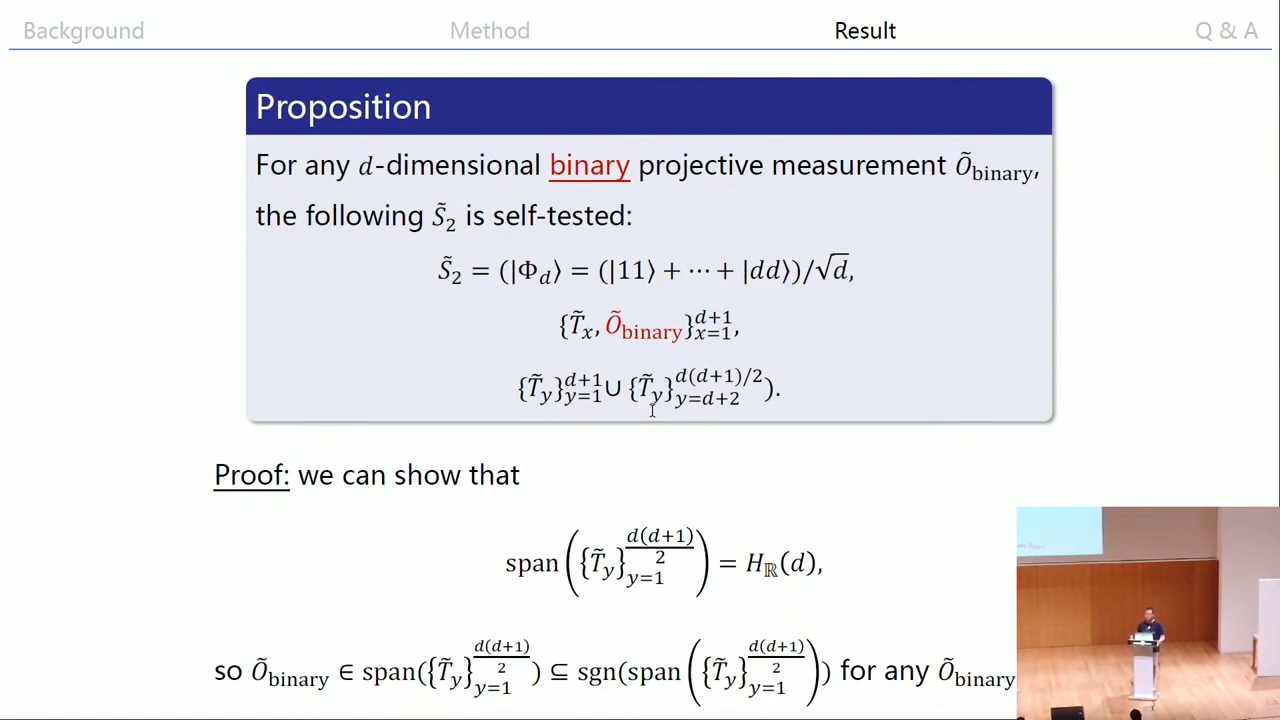 Background Method Result Q & A
Proposition
For any d-dimensional binary projective measurement Õ_binary,
the following S̃₂ is self-tested:
S̃₂ = (|Φ_d⟩ = (|11⟩ + ⋯ + |dd⟩)/√d,
{T̃_x, Õ_binary}_{x=1}^{d+1},
{T̃_y}_{y=1}^{d+1} ∪ {T̃_y}_{y=d+2}^{d(d+1)/2}).
Proof: we can show that
span({T̃_y}_{y=1}^{d(d+1)/2}) = H_ℝ(d),
so Õ_binary ∈ span({T̃_y}_{y=1}^{d(d+1)/2}) ⊆ sgn(span({T̃_y}_{y=1}^{d(d+1)/2})) for any Õ_binary